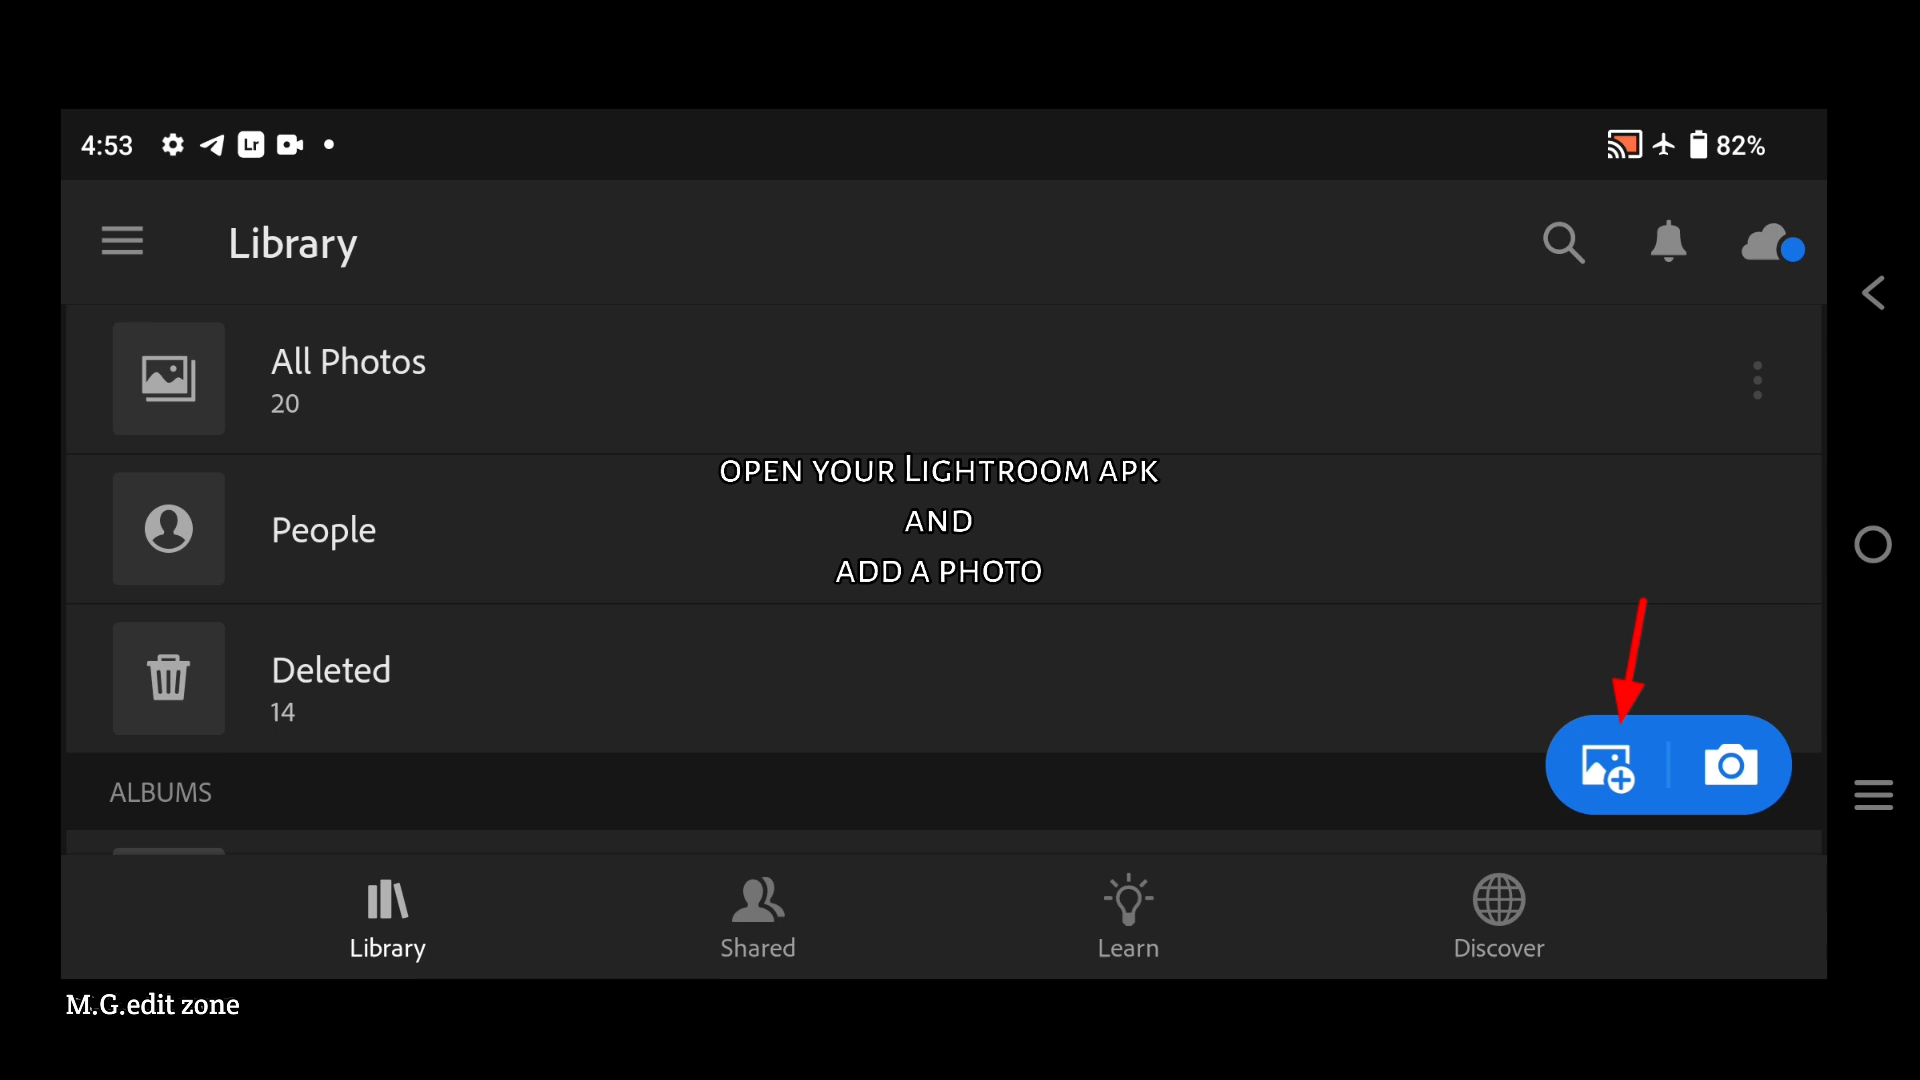 4:53
Lr
82%
Library
All Photos
20
OPEN YOUR LIGHTROOM APK
AND
ADD A PHOTO
People
Deleted
14
ALBUMS
Library
Shared
Learn
Discover
M.G.edit zone